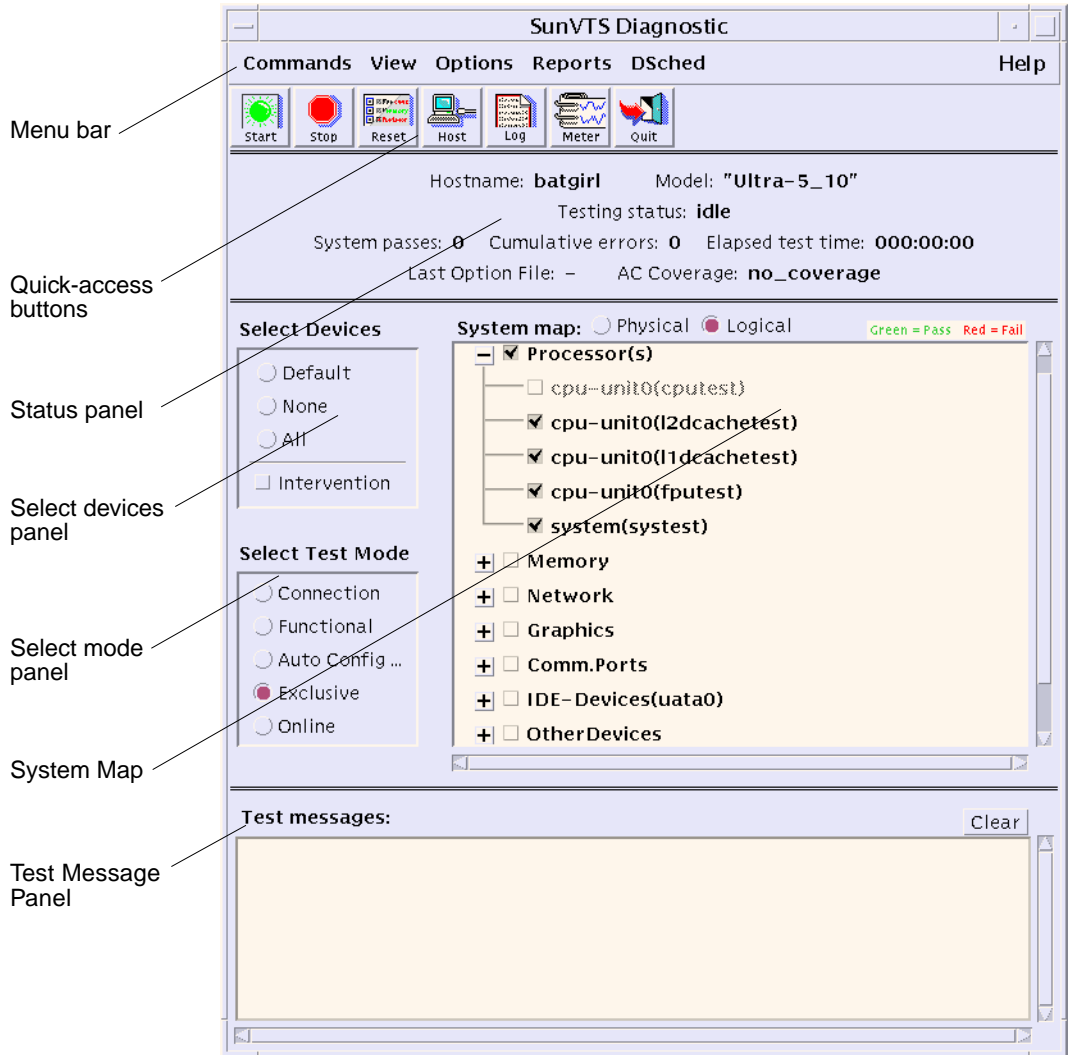 SunVTS Diagnostic
Commands View Options Reports DSched Help
Menu bar
Start Stop Reset Host Log Meter Quit
Hostname: batgirl Model: "Ultra-5_10"
Testing status: idle
System passes: 0 Cumulative errors: 0 Elapsed test time: 000:00:00
Last Option File: – AC Coverage: no_coverage
Quick-access
buttons
Status panel
Select devices
panel
Select mode
panel
System Map
Test Message
Panel
Select Devices
Default
None
All
Intervention
Select Test Mode
Connection
Functional
Auto Config ...
Exclusive
Online
System map: Physical Logical Green = Pass Red = Fail
Processor(s)
cpu-unit0(cputest)
cpu-unit0(l2dcachetest)
cpu-unit0(l1dcachetest)
cpu-unit0(fputest)
system(systest)
Memory
Network
Graphics
Comm.Ports
IDE-Devices(uata0)
OtherDevices
Test messages:
Clear